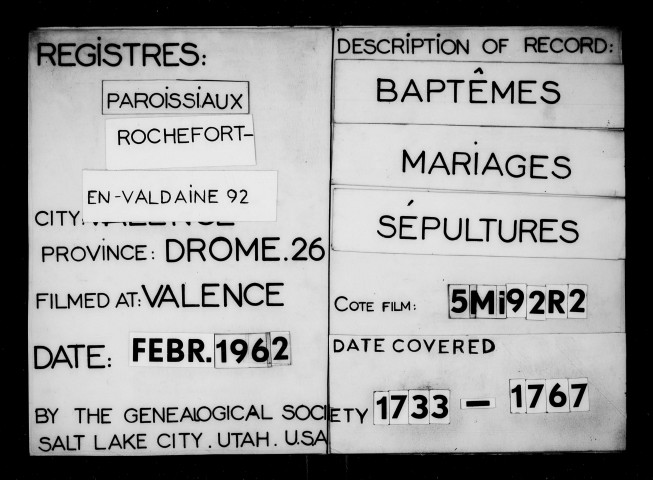 REGISTRES:
PAROISSIAUX
ROCHEFORT-
EN-VALDAINE 92
CITY: VALENCE
PROVINCE: DROME.26
FILMED AT: VALENCE
DATE: FEBR. 1962
BY THE GENEALOGICAL SOCIETY
SALT LAKE CITY. UTAH. U.S.A
DESCRIPTION OF RECORD:
BAPTÊMES
MARIAGES
SÉPULTURES
COTE FILM: 5Mi92R2
DATE COVERED
1733 — 1767